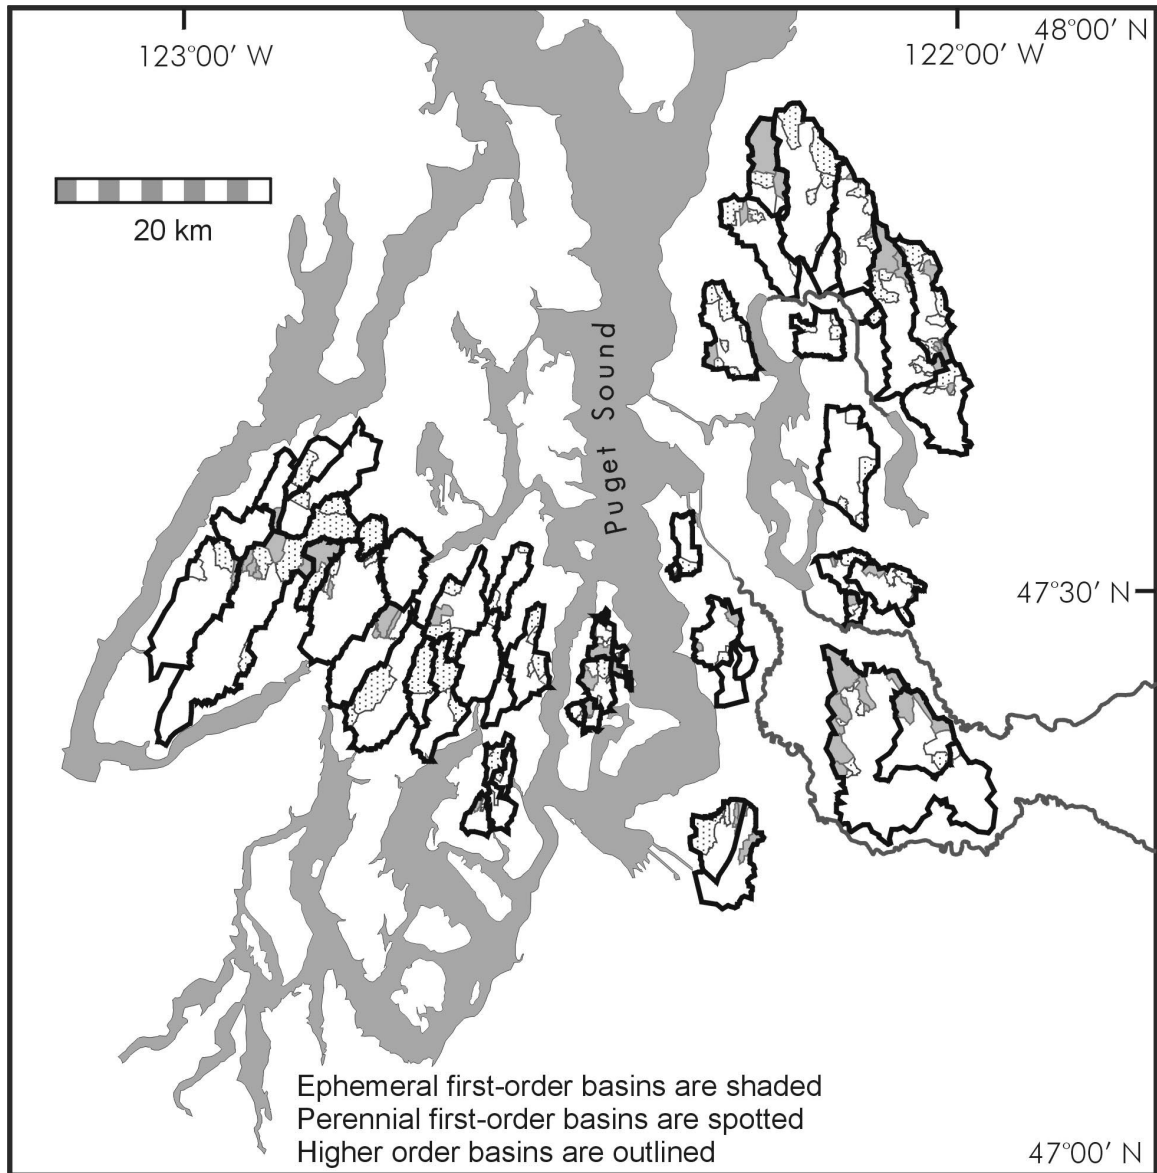 48°00′ N
123°00′ W
122°00′ W
20 km
Puget Sound
47°30′ N
Ephemeral first-order basins are shaded
Perennial first-order basins are spotted
Higher order basins are outlined
47°00′ N